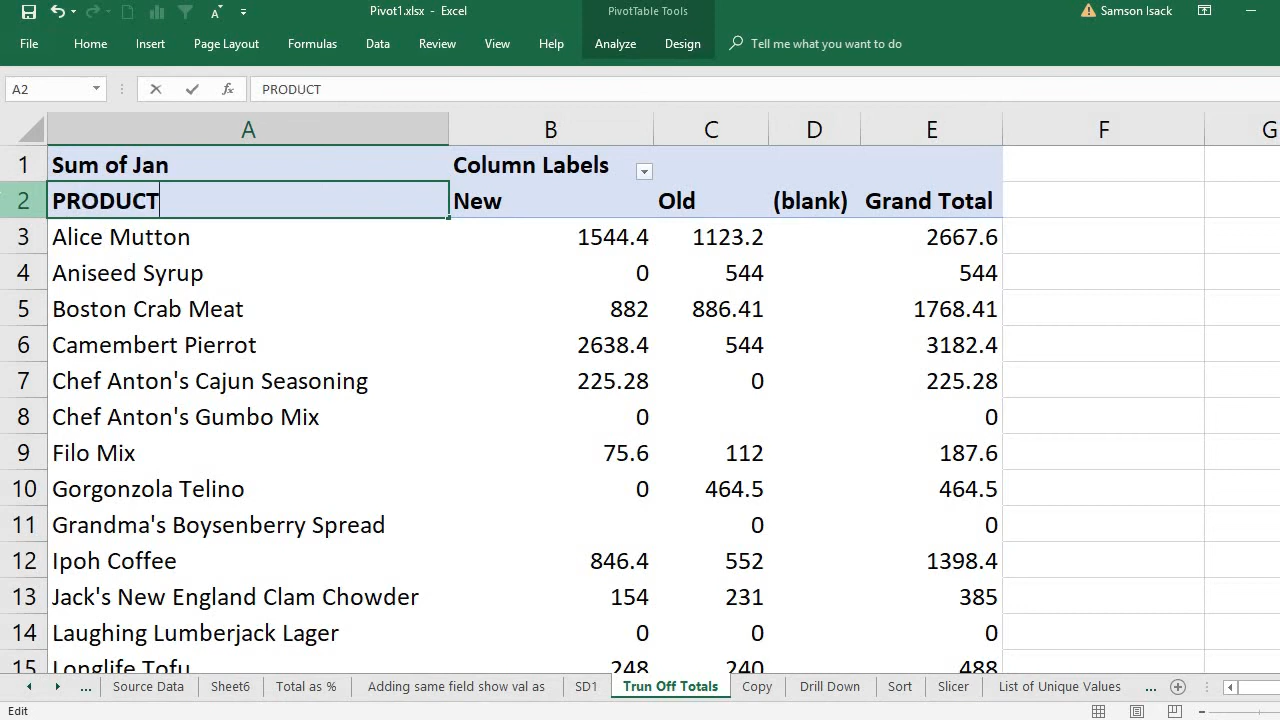 Pivot1.xlsx - Excel
PivotTable Tools
Samson Isack
File Home Insert Page Layout Formulas Data Review View Help Analyze Design Tell me what you want to do
A2 fx PRODUCT
A B C D E F G
1 Sum of Jan Column Labels
2 PRODUCT New Old (blank) Grand Total
3 Alice Mutton 1544.4 1123.2 2667.6
4 Aniseed Syrup 0 544 544
5 Boston Crab Meat 882 886.41 1768.41
6 Camembert Pierrot 2638.4 544 3182.4
7 Chef Anton's Cajun Seasoning 225.28 0 225.28
8 Chef Anton's Gumbo Mix 0 0
9 Filo Mix 75.6 112 187.6
10 Gorgonzola Telino 0 464.5 464.5
11 Grandma's Boysenberry Spread 0 0
12 Ipoh Coffee 846.4 552 1398.4
13 Jack's New England Clam Chowder 154 231 385
14 Laughing Lumberjack Lager 0 0 0
15 Longlife Tofu 248 240 488
... Source Data Sheet6 Total as % Adding same field show val as SD1 Trun Off Totals Copy Drill Down Sort Slicer List of Unique Values ...
Edit